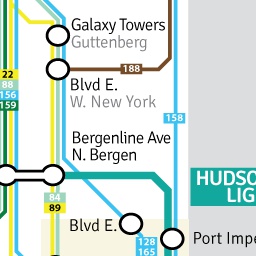 Galaxy Towers
Guttenberg
188
22
88
156
159
Blvd E.
W. New York
158
Bergenline Ave
N. Bergen
HUDSO
LIG
84
89
Blvd E.
Port Impe
128
165